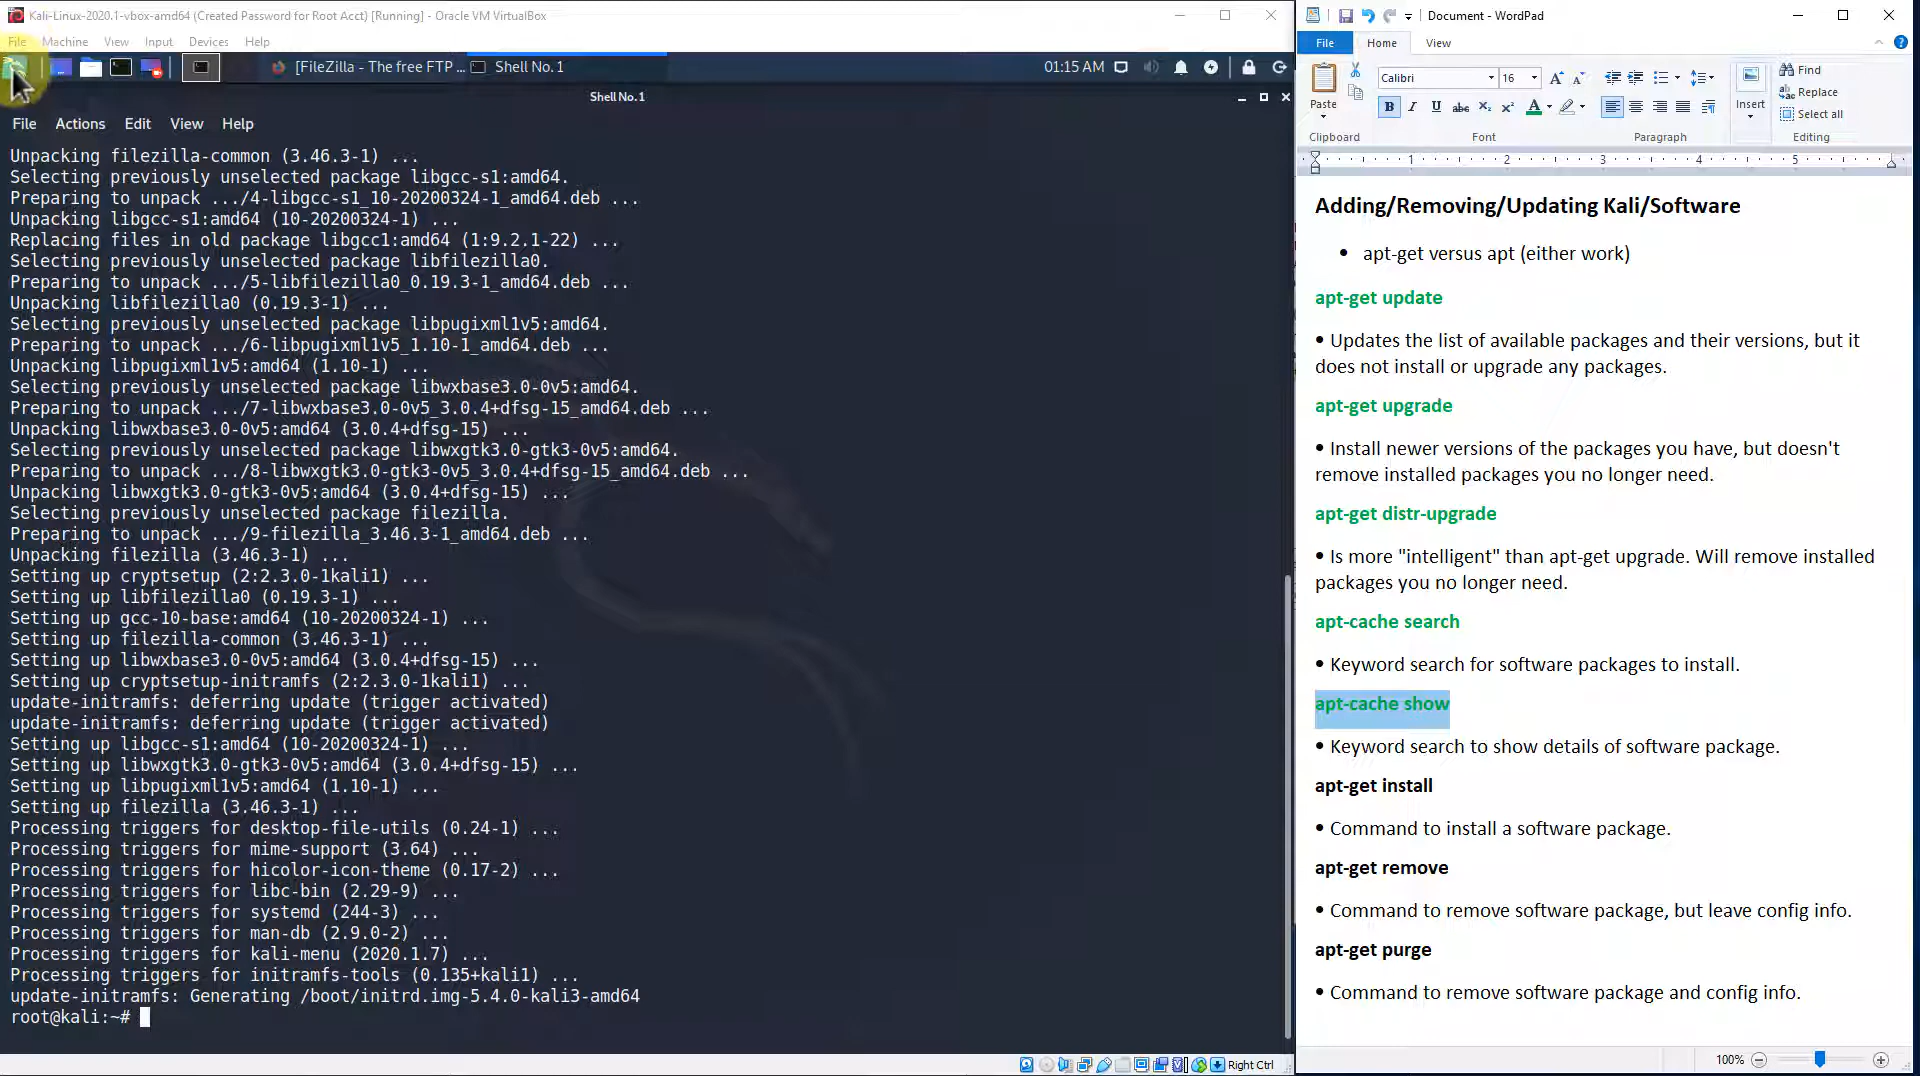 Kali-Linux-2020.1-vbox-amd64 (Created Password for Root Acct) [Running] - Oracle VM VirtualBox
File Machine View Input Devices Help
[FileZilla - The free FTP ... Shell No. 1 01:15 AM
Shell No. 1
File Actions Edit View Help
Unpacking filezilla-common (3.46.3-1) ...
Selecting previously unselected package libgcc-s1:amd64.
Preparing to unpack .../4-libgcc-s1_10-20200324-1_amd64.deb ...
Unpacking libgcc-s1:amd64 (10-20200324-1) ...
Replacing files in old package libgcc1:amd64 (1:9.2.1-22) ...
Selecting previously unselected package libfilezilla0.
Preparing to unpack .../5-libfilezilla0_0.19.3-1_amd64.deb ...
Unpacking libfilezilla0 (0.19.3-1) ...
Selecting previously unselected package libpugixml1v5:amd64.
Preparing to unpack .../6-libpugixml1v5_1.10-1_amd64.deb ...
Unpacking libpugixml1v5:amd64 (1.10-1) ...
Selecting previously unselected package libwxbase3.0-0v5:amd64.
Preparing to unpack .../7-libwxbase3.0-0v5_3.0.4+dfsg-15_amd64.deb ...
Unpacking libwxbase3.0-0v5:amd64 (3.0.4+dfsg-15) ...
Selecting previously unselected package libwxgtk3.0-gtk3-0v5:amd64.
Preparing to unpack .../8-libwxgtk3.0-gtk3-0v5_3.0.4+dfsg-15_amd64.deb ...
Unpacking libwxgtk3.0-gtk3-0v5:amd64 (3.0.4+dfsg-15) ...
Selecting previously unselected package filezilla.
Preparing to unpack .../9-filezilla_3.46.3-1_amd64.deb ...
Unpacking filezilla (3.46.3-1) ...
Setting up cryptsetup (2:2.3.0-1kali1) ...
Setting up libfilezilla0 (0.19.3-1) ...
Setting up gcc-10-base:amd64 (10-20200324-1) ...
Setting up filezilla-common (3.46.3-1) ...
Setting up libwxbase3.0-0v5:amd64 (3.0.4+dfsg-15) ...
Setting up cryptsetup-initramfs (2:2.3.0-1kali1) ...
update-initramfs: deferring update (trigger activated)
update-initramfs: deferring update (trigger activated)
Setting up libgcc-s1:amd64 (10-20200324-1) ...
Setting up libwxgtk3.0-gtk3-0v5:amd64 (3.0.4+dfsg-15) ...
Setting up libpugixml1v5:amd64 (1.10-1) ...
Setting up filezilla (3.46.3-1) ...
Processing triggers for desktop-file-utils (0.24-1) ...
Processing triggers for mime-support (3.64) ...
Processing triggers for hicolor-icon-theme (0.17-2) ...
Processing triggers for libc-bin (2.29-9) ...
Processing triggers for systemd (244-3) ...
Processing triggers for man-db (2.9.0-2) ...
Processing triggers for kali-menu (2020.1.7) ...
Processing triggers for initramfs-tools (0.135+kali1) ...
update-initramfs: Generating /boot/initrd.img-5.4.0-kali3-amd64
root@kali:~#
Right Ctrl
Document - WordPad
File Home View
Calibri 16
Paste
B I U abc X₂ X² A
Insert
Find
Replace
Select all
Clipboard Font Paragraph Editing
1 2 3 4 5
Adding/Removing/Updating Kali/Software
• apt-get versus apt (either work)
apt-get update
• Updates the list of available packages and their versions, but it
does not install or upgrade any packages.
apt-get upgrade
• Install newer versions of the packages you have, but doesn't
remove installed packages you no longer need.
apt-get distr-upgrade
• Is more "intelligent" than apt-get upgrade. Will remove installed
packages you no longer need.
apt-cache search
• Keyword search for software packages to install.
apt-cache show
• Keyword search to show details of software package.
apt-get install
• Command to install a software package.
apt-get remove
• Command to remove software package, but leave config info.
apt-get purge
• Command to remove software package and config info.
100%